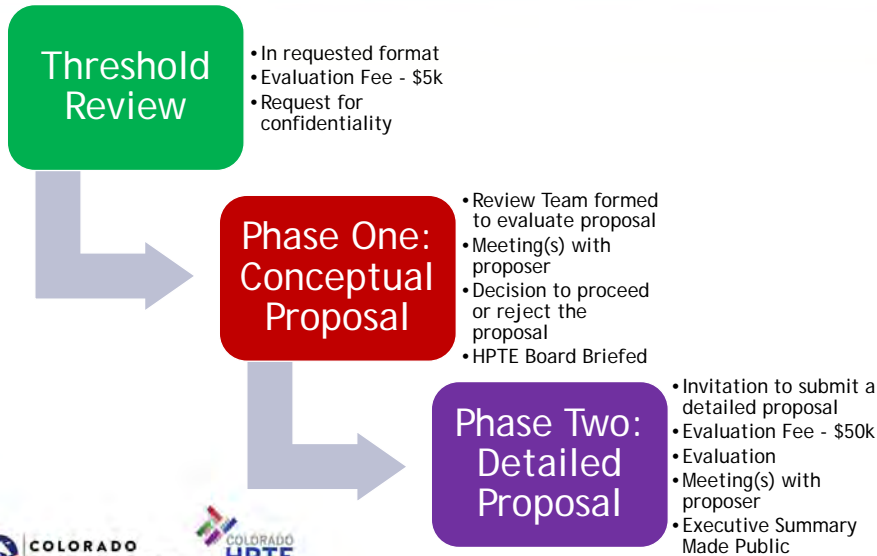 Threshold
Review
•In requested format
•Evaluation Fee - $5k
•Request for
confidentiality
Phase One:
Conceptual
Proposal
•Review Team formed
to evaluate proposal
•Meeting(s) with
proposer
•Decision to proceed
or reject the
proposal
•HPTE Board Briefed
Phase Two:
Detailed
Proposal
•Invitation to submit a
detailed proposal
•Evaluation Fee - $50k
•Evaluation
•Meeting(s) with
proposer
•Executive Summary
Made Public
COLORADO
COLORADO
HPTE